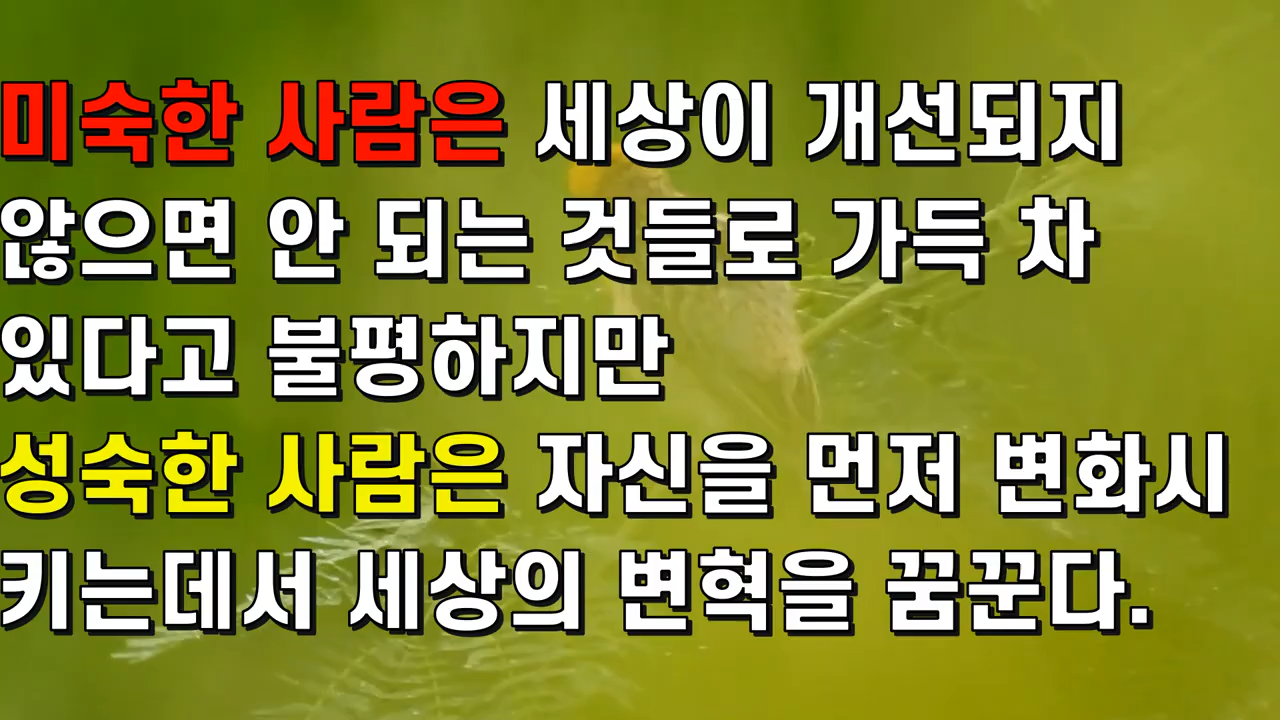 미숙한 사람은 세상이 개선되지
않으면 안 되는 것들로 가득 차
있다고 불평하지만
성숙한 사람은 자신을 먼저 변화시
키는데서 세상의 변혁을 꿈꾼다.